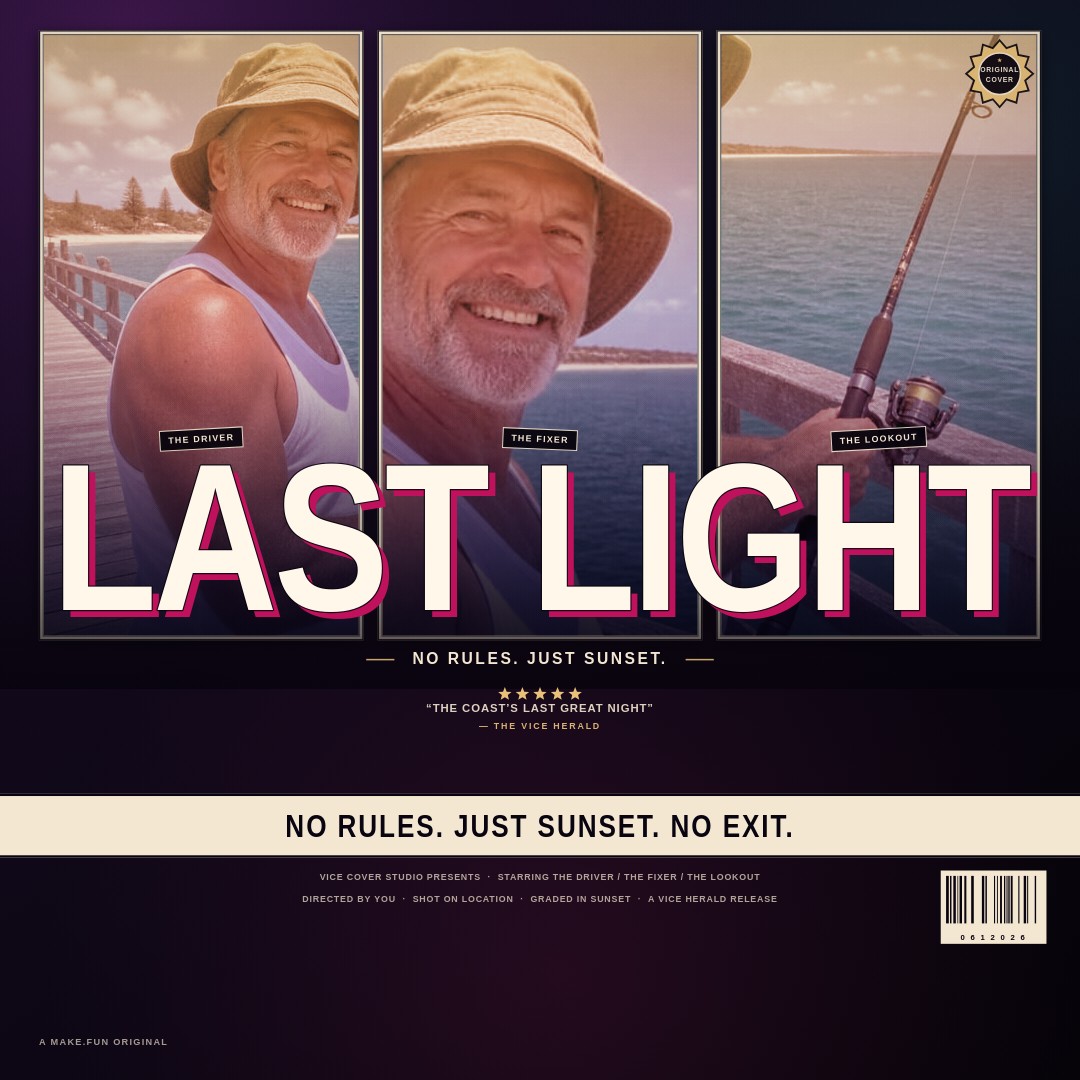 ORIGINAL
COVER
THE DRIVER
THE FIXER
THE LOOKOUT
LAST LIGHT
NO RULES. JUST SUNSET.
“THE COAST’S LAST GREAT NIGHT”
— THE VICE HERALD
NO RULES. JUST SUNSET. NO EXIT.
VICE COVER STUDIO PRESENTS · STARRING THE DRIVER / THE FIXER / THE LOOKOUT
DIRECTED BY YOU · SHOT ON LOCATION · GRADED IN SUNSET · A VICE HERALD RELEASE
0612026
A MAKE.FUN ORIGINAL